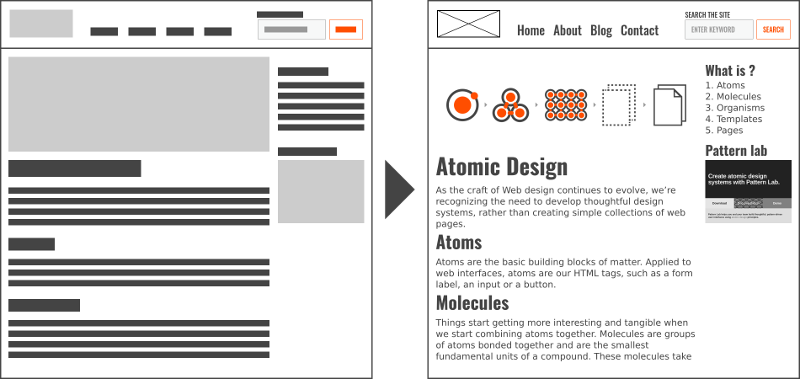 SEARCH THE SITE
Home About Blog Contact
ENTER KEYWORD
SEARCH
Atomic Design
As the craft of Web design continues to evolve, we’re
recognizing the need to develop thoughtful design
systems, rather than creating simple collections of web
pages.
Atoms
Atoms are the basic building blocks of matter. Applied to
web interfaces, atoms are our HTML tags, such as a form
label, an input or a button.
Molecules
Things start getting more interesting and tangible when
we start combining atoms together. Molecules are groups
of atoms bonded together and are the smallest
fundamental units of a compound. These molecules take
What is ?
1. Atoms
2. Molecules
3. Organisms
4. Templates
5. Pages
Pattern lab
Create atomic design
systems with Pattern Lab.
Download